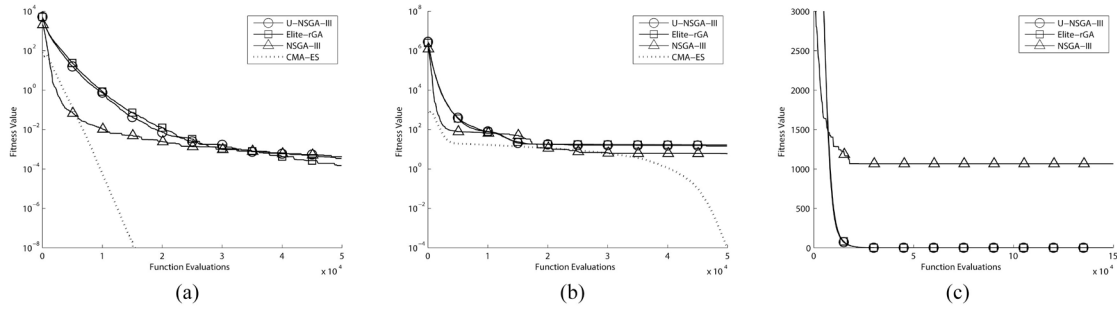 10^4
10^2
10^0
10^-2
10^-4
10^-6
10^-8
Fitness Value
0
1
2
3
4
5
x 10^4
Function Evaluations
U-NSGA-III
Elite-rGA
NSGA-III
CMA-ES
(a)
10^8
10^6
10^4
10^2
10^0
10^-2
10^-4
Fitness Value
0
1
2
3
4
5
x 10^4
Function Evaluations
U-NSGA-III
Elite-rGA
NSGA-III
CMA-ES
(b)
3000
2500
2000
1500
1000
500
0
Fitness Value
0
5
10
15
x 10^4
Function Evaluations
U-NSGA-III
Elite-rGA
NSGA-III
(c)